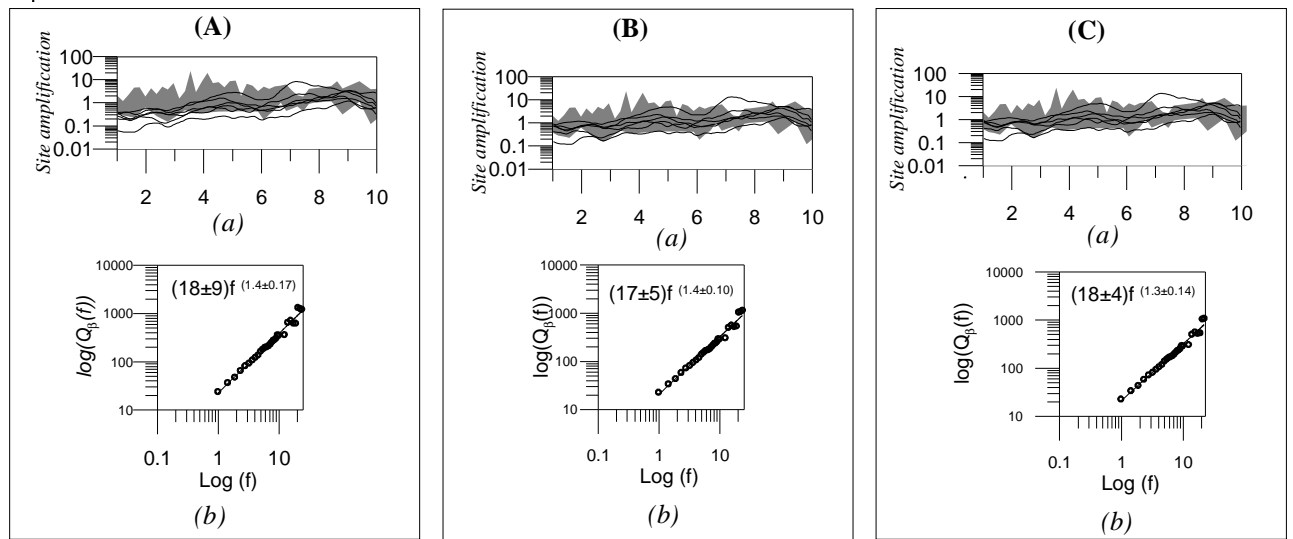 (A)
Site amplification
100
10
1
0.1
0.01
2 4 6 8 10
(a)
log(Qβ(f))
10000
1000
100
10
(18±9)f (1.4±0.17)
0.1 1 10
Log (f)
(b)
(B)
Site amplification
100
10
1
0.1
0.01
2 4 6 8 10
(a)
log(Qβ(f))
10000
1000
100
10
(17±5)f (1.4±0.10)
0.1 1 10
Log (f)
(b)
(C)
Site amplification
100
10
1
0.1
0.01
2 4 6 8 10
(a)
log(Qβ(f))
10000
1000
100
10
(18±4)f (1.3±0.14)
0.1 1 10
Log (f)
(b)